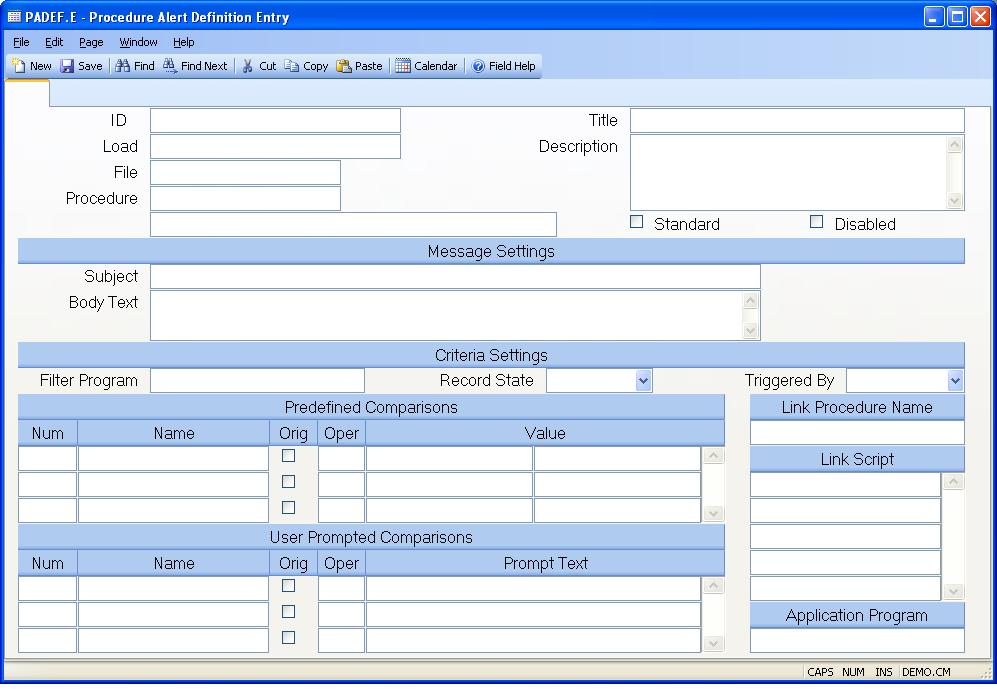 PADEF.E - Procedure Alert Definition Entry
File Edit Page Window Help
New Save Find Find Next Cut Copy Paste Calendar Field Help
ID Title
Load Description
File
Procedure
Standard Disabled
Message Settings
Subject
Body Text
Criteria Settings
Filter Program Record State Triggered By
Predefined Comparisons Link Procedure Name
Num Name Orig Oper Value
Link Script
User Prompted Comparisons
Num Name Orig Oper Prompt Text
Application Program
CAPS NUM INS DEMO.CM